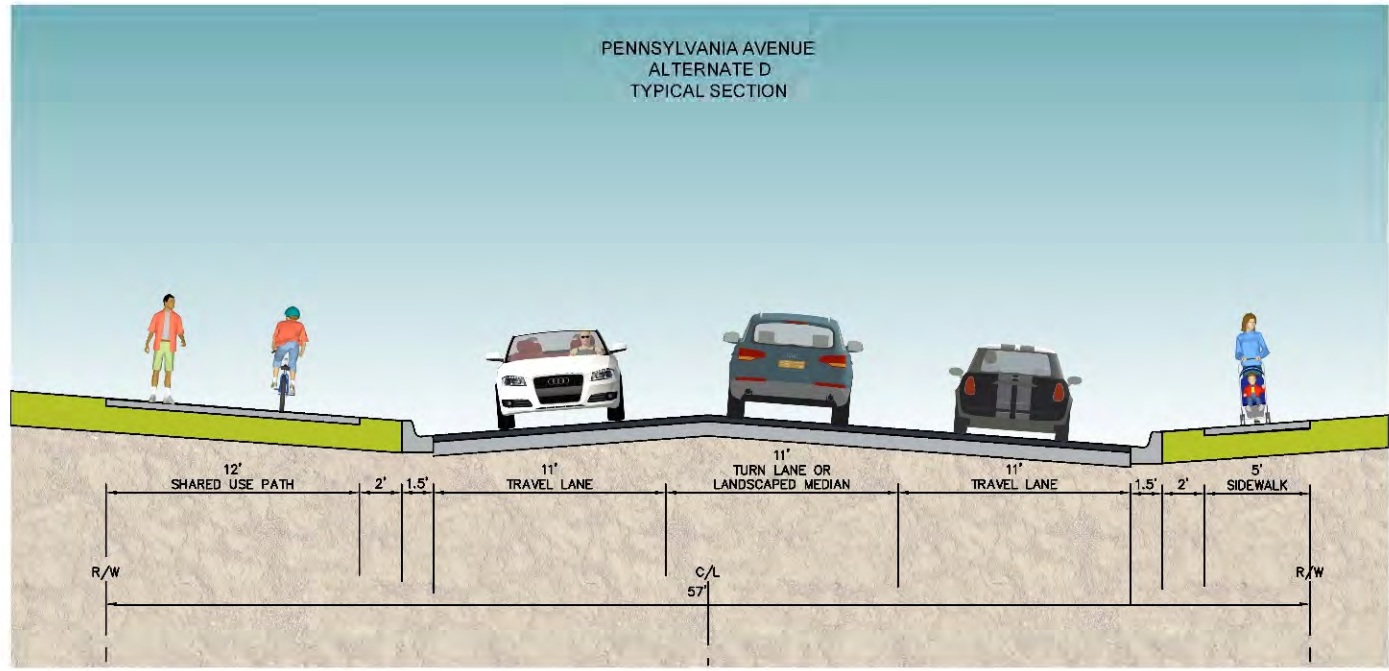 PENNSYLVANIA AVENUE
ALTERNATE D
TYPICAL SECTION
12'
SHARED USE PATH
2'
1.5'
11'
TRAVEL LANE
11'
TURN LANE OR
LANDSCAPED MEDIAN
11'
TRAVEL LANE
1.5'
2'
5'
SIDEWALK
R/W
C/L
R/W
57'